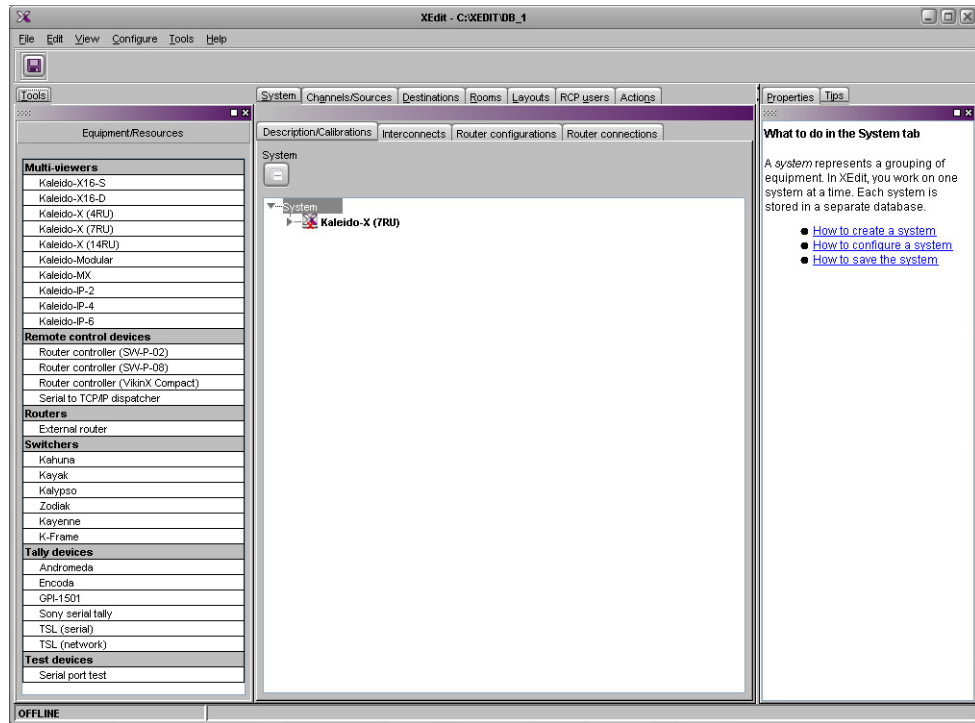 XEdit - C:\XEDIT\DB_1
File Edit View Configure Tools Help
Tools
Equipment/Resources
Multi-viewers
Kaleido-X16-S
Kaleido-X16-D
Kaleido-X (4RU)
Kaleido-X (7RU)
Kaleido-X (14RU)
Kaleido-Modular
Kaleido-MX
Kaleido-IP-2
Kaleido-IP-4
Kaleido-IP-6
Remote control devices
Router controller (SW-P-02)
Router controller (SW-P-08)
Router controller (VikinX Compact)
Serial to TCP/IP dispatcher
Routers
External router
Switchers
Kahuna
Kayak
Kalypso
Zodiak
Kayenne
K-Frame
Tally devices
Andromeda
Encoda
GPI-1501
Sony serial tally
TSL (serial)
TSL (network)
Test devices
Serial port test
System Channels/Sources Destinations Rooms Layouts RCP users Actions
Description/Calibrations Interconnects Router configurations Router connections
System
System
Kaleido-X (7RU)
Properties Tips
What to do in the System tab
A system represents a grouping of
equipment. In XEdit, you work on one
system at a time. Each system is
stored in a separate database.
How to create a system
How to configure a system
How to save the system
OFFLINE